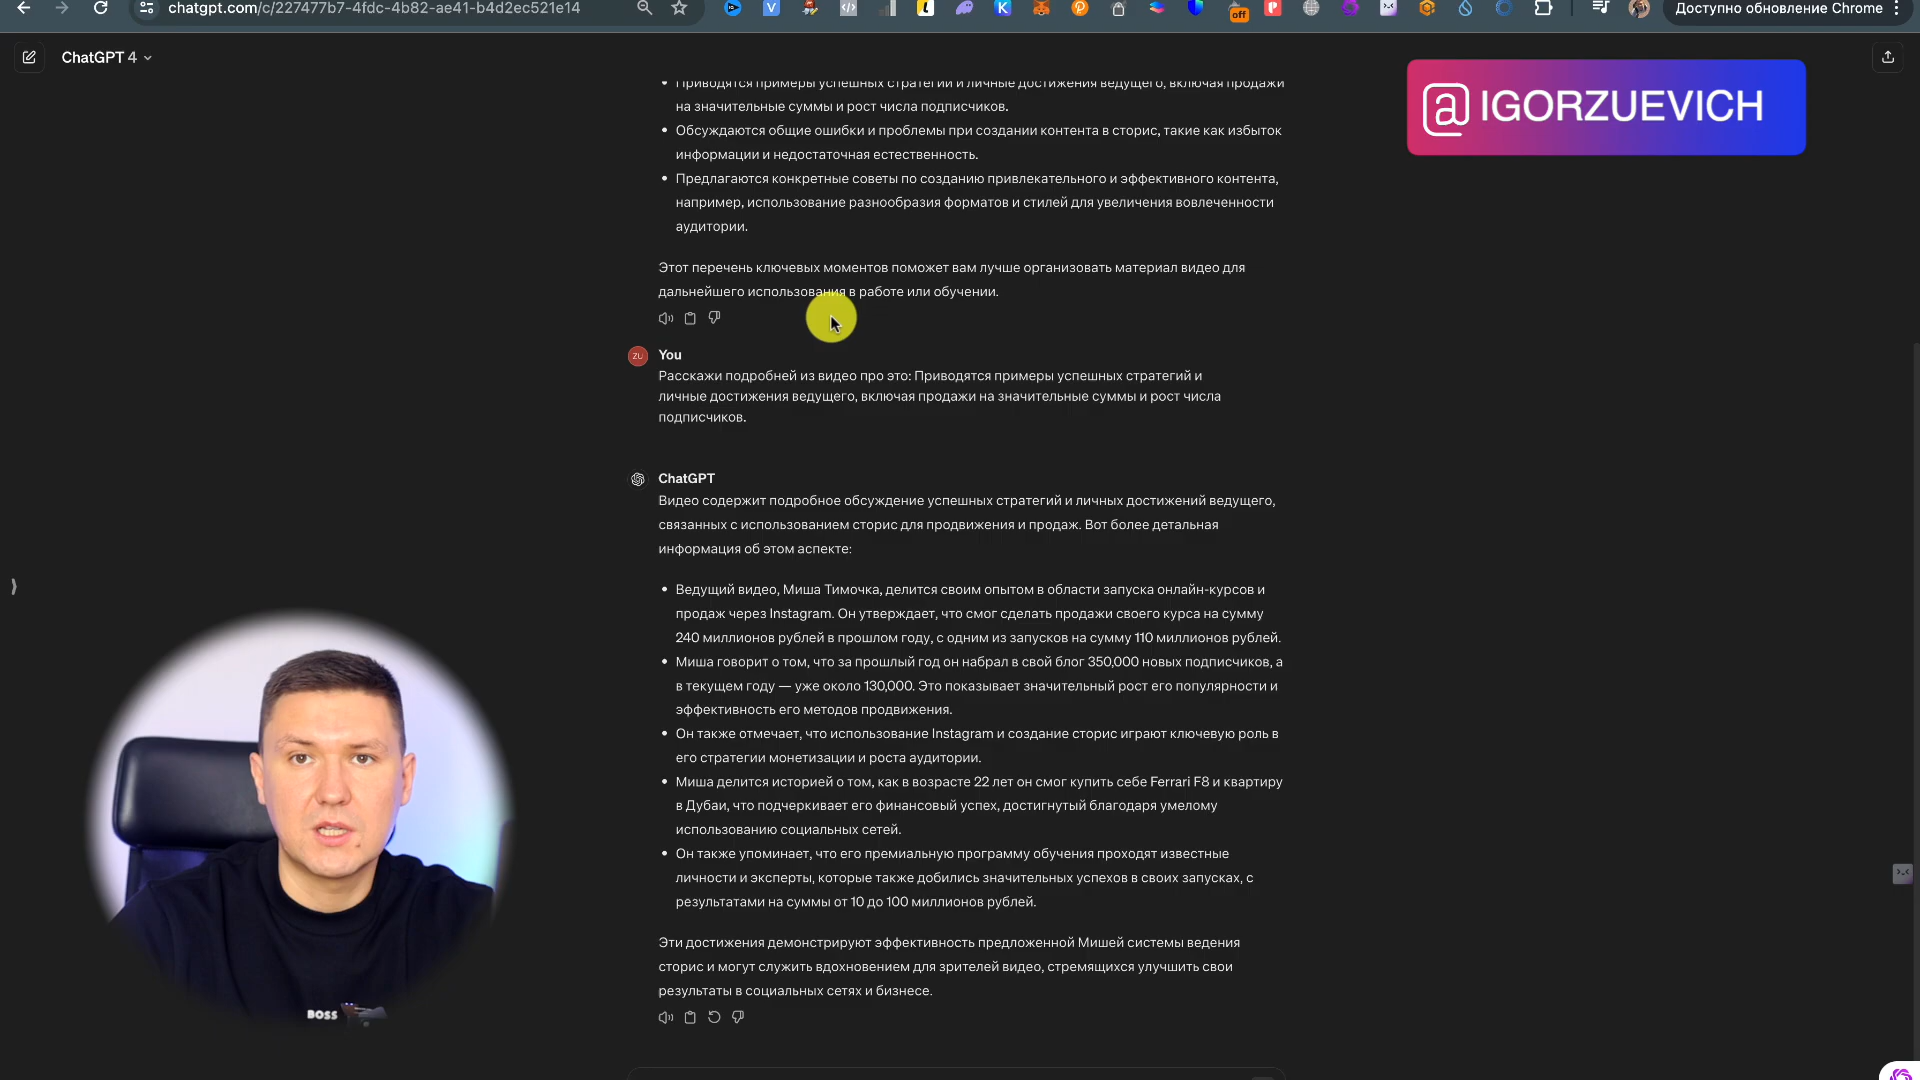 chatgpt.com/c/227477b7-4fdc-4b82-ae41-b4d2ec521e14
off
Доступно обновление Chrome
ChatGPT 4
@IGORZUEVICH
Приводятся примеры успешных стратегий и личные достижения ведущего, включая продажи
на значительные суммы и рост числа подписчиков.
Обсуждаются общие ошибки и проблемы при создании контента в сторис, такие как избыток
информации и недостаточная естественность.
Предлагаются конкретные советы по созданию привлекательного и эффективного контента,
например, использование разнообразия форматов и стилей для увеличения вовлеченности
аудитории.
Этот перечень ключевых моментов поможет вам лучше организовать материал видео для
дальнейшего использования в работе или обучении.
ZU
You
Расскажи подробней из видео про это: Приводятся примеры успешных стратегий и
личные достижения ведущего, включая продажи на значительные суммы и рост числа
подписчиков.
ChatGPT
Видео содержит подробное обсуждение успешных стратегий и личных достижений ведущего,
связанных с использованием сторис для продвижения и продаж. Вот более детальная
информация об этом аспекте:
Ведущий видео, Миша Тимочка, делится своим опытом в области запуска онлайн-курсов и
продаж через Instagram. Он утверждает, что смог сделать продажи своего курса на сумму
240 миллионов рублей в прошлом году, с одним из запусков на сумму 110 миллионов рублей.
Миша говорит о том, что за прошлый год он набрал в свой блог 350,000 новых подписчиков, а
в текущем году — уже около 130,000. Это показывает значительный рост его популярности и
эффективность его методов продвижения.
Он также отмечает, что использование Instagram и создание сторис играют ключевую роль в
его стратегии монетизации и роста аудитории.
Миша делится историей о том, как в возрасте 22 лет он смог купить себе Ferrari F8 и квартиру
в Дубаи, что подчеркивает его финансовый успех, достигнутый благодаря умелому
использованию социальных сетей.
Он также упоминает, что его премиальную программу обучения проходят известные
личности и эксперты, которые также добились значительных успехов в своих запусках, с
результатами на суммы от 10 до 100 миллионов рублей.
Эти достижения демонстрируют эффективность предложенной Мишей системы ведения
сторис и могут служить вдохновением для зрителей видео, стремящихся улучшить свои
результаты в социальных сетях и бизнесе.
BOSS